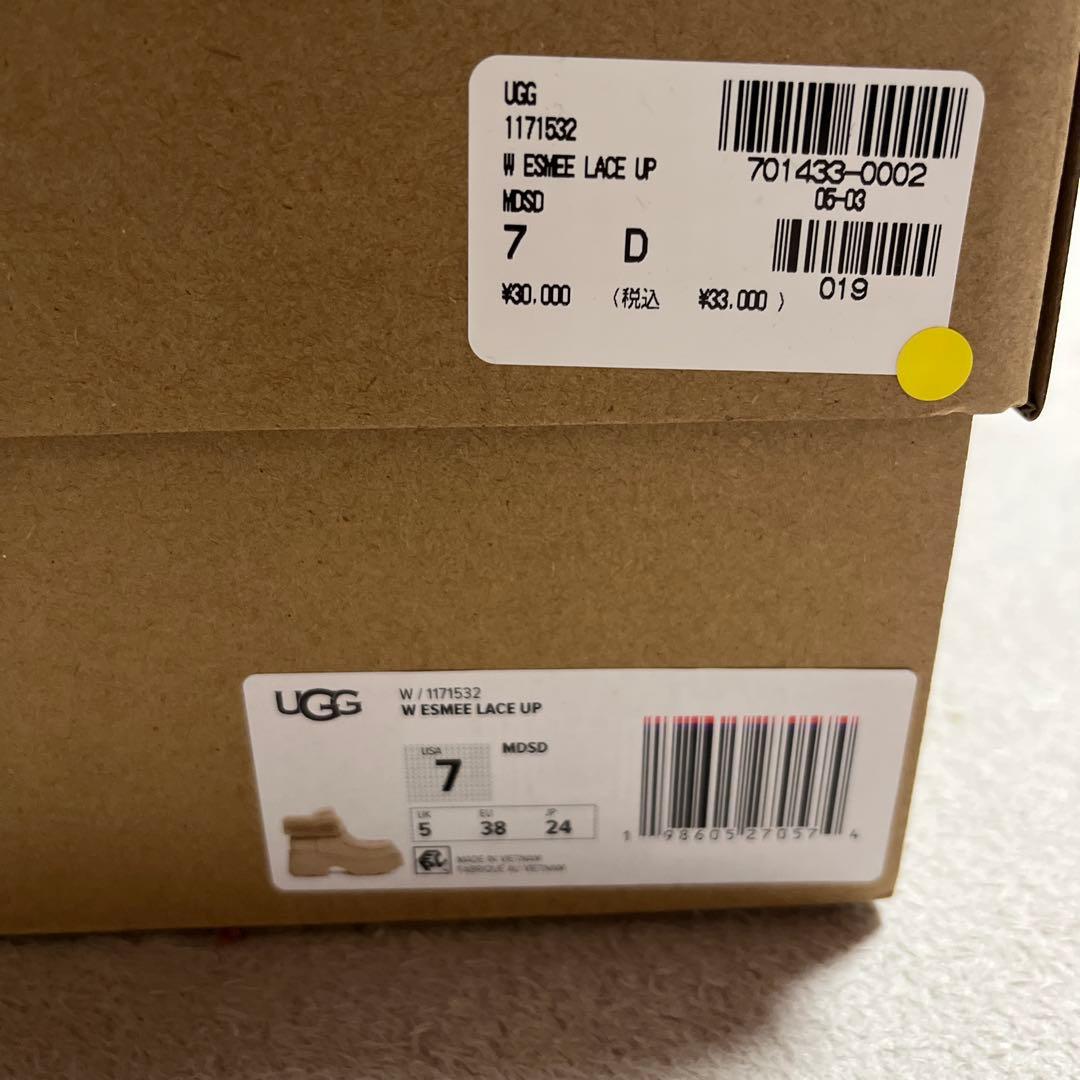 UGG
1171532
W ESMEE LACE UP
MDSD
7 D
¥30,000 (税込 ¥33,000 )
701433-0002
05-03
019
UGG
W / 1171532
W ESMEE LACE UP
USA
7
MDSD
UK EU JP
5 38 24
MADE IN VIETNAM
FABRIQUÉ AU VIETNAM
1 98605 27057 4